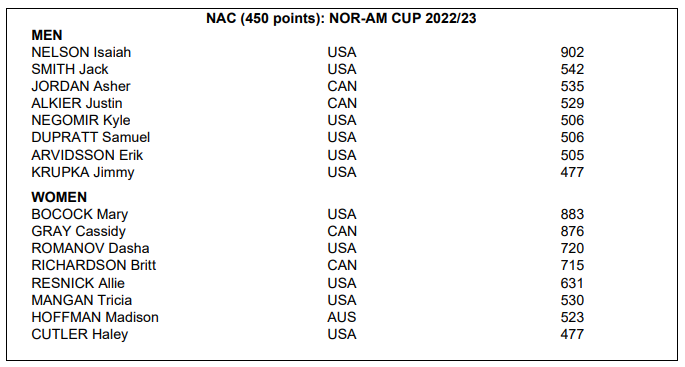 NAC (450 points): NOR-AM CUP 2022/23
MEN
NELSON Isaiah USA 902
SMITH Jack USA 542
JORDAN Asher CAN 535
ALKIER Justin CAN 529
NEGOMIR Kyle USA 506
DUPRATT Samuel USA 506
ARVIDSSON Erik USA 505
KRUPKA Jimmy USA 477
WOMEN
BOCOCK Mary USA 883
GRAY Cassidy CAN 876
ROMANOV Dasha USA 720
RICHARDSON Britt CAN 715
RESNICK Allie USA 631
MANGAN Tricia USA 530
HOFFMAN Madison AUS 523
CUTLER Haley USA 477